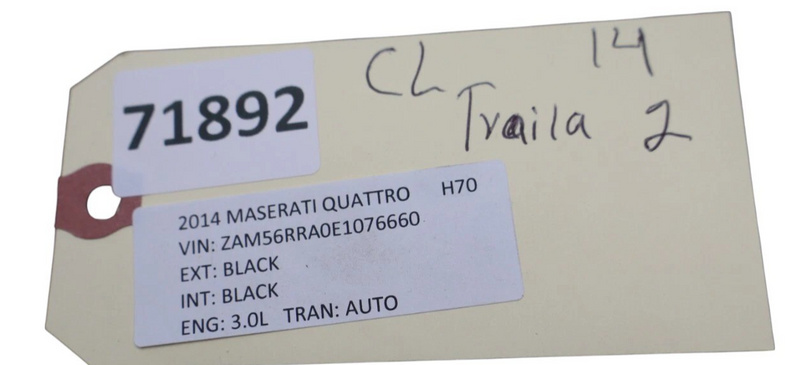 71892
CL 14
Traila 2
2014 MASERATI QUATTRO H70
VIN: ZAM56RRA0E1076660
EXT: BLACK
INT: BLACK
ENG: 3.0L TRAN: AUTO